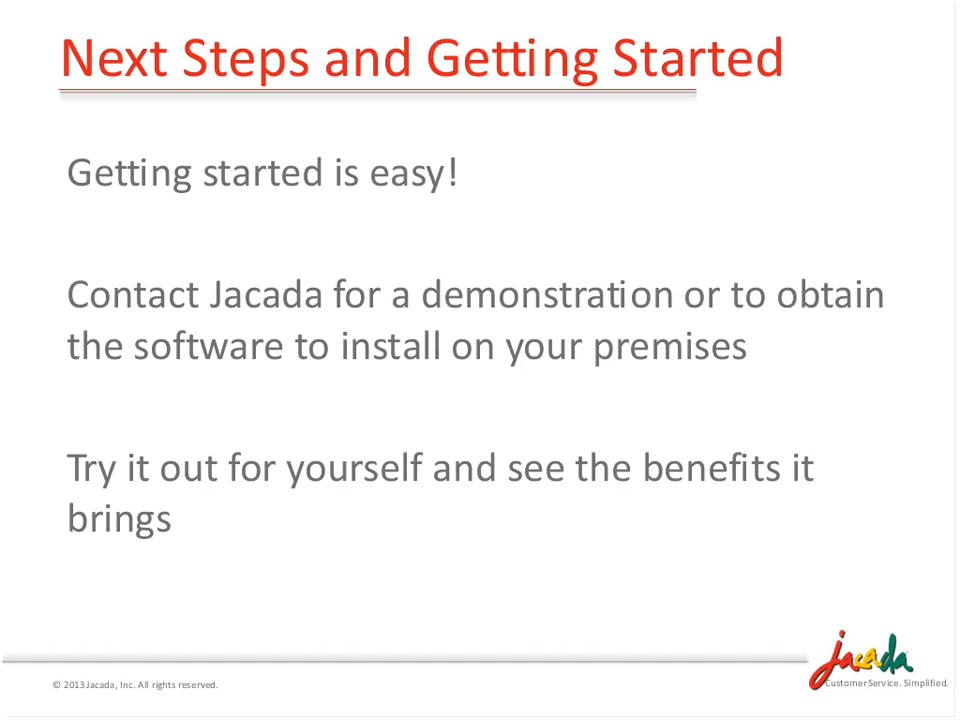 Next Steps and Getting Started
Getting started is easy!
Contact Jacada for a demonstration or to obtain
the software to install on your premises
Try it out for yourself and see the benefits it
brings
jacada
© 2013 Jacada, Inc. All rights reserved.
CustomerService. Simplified.